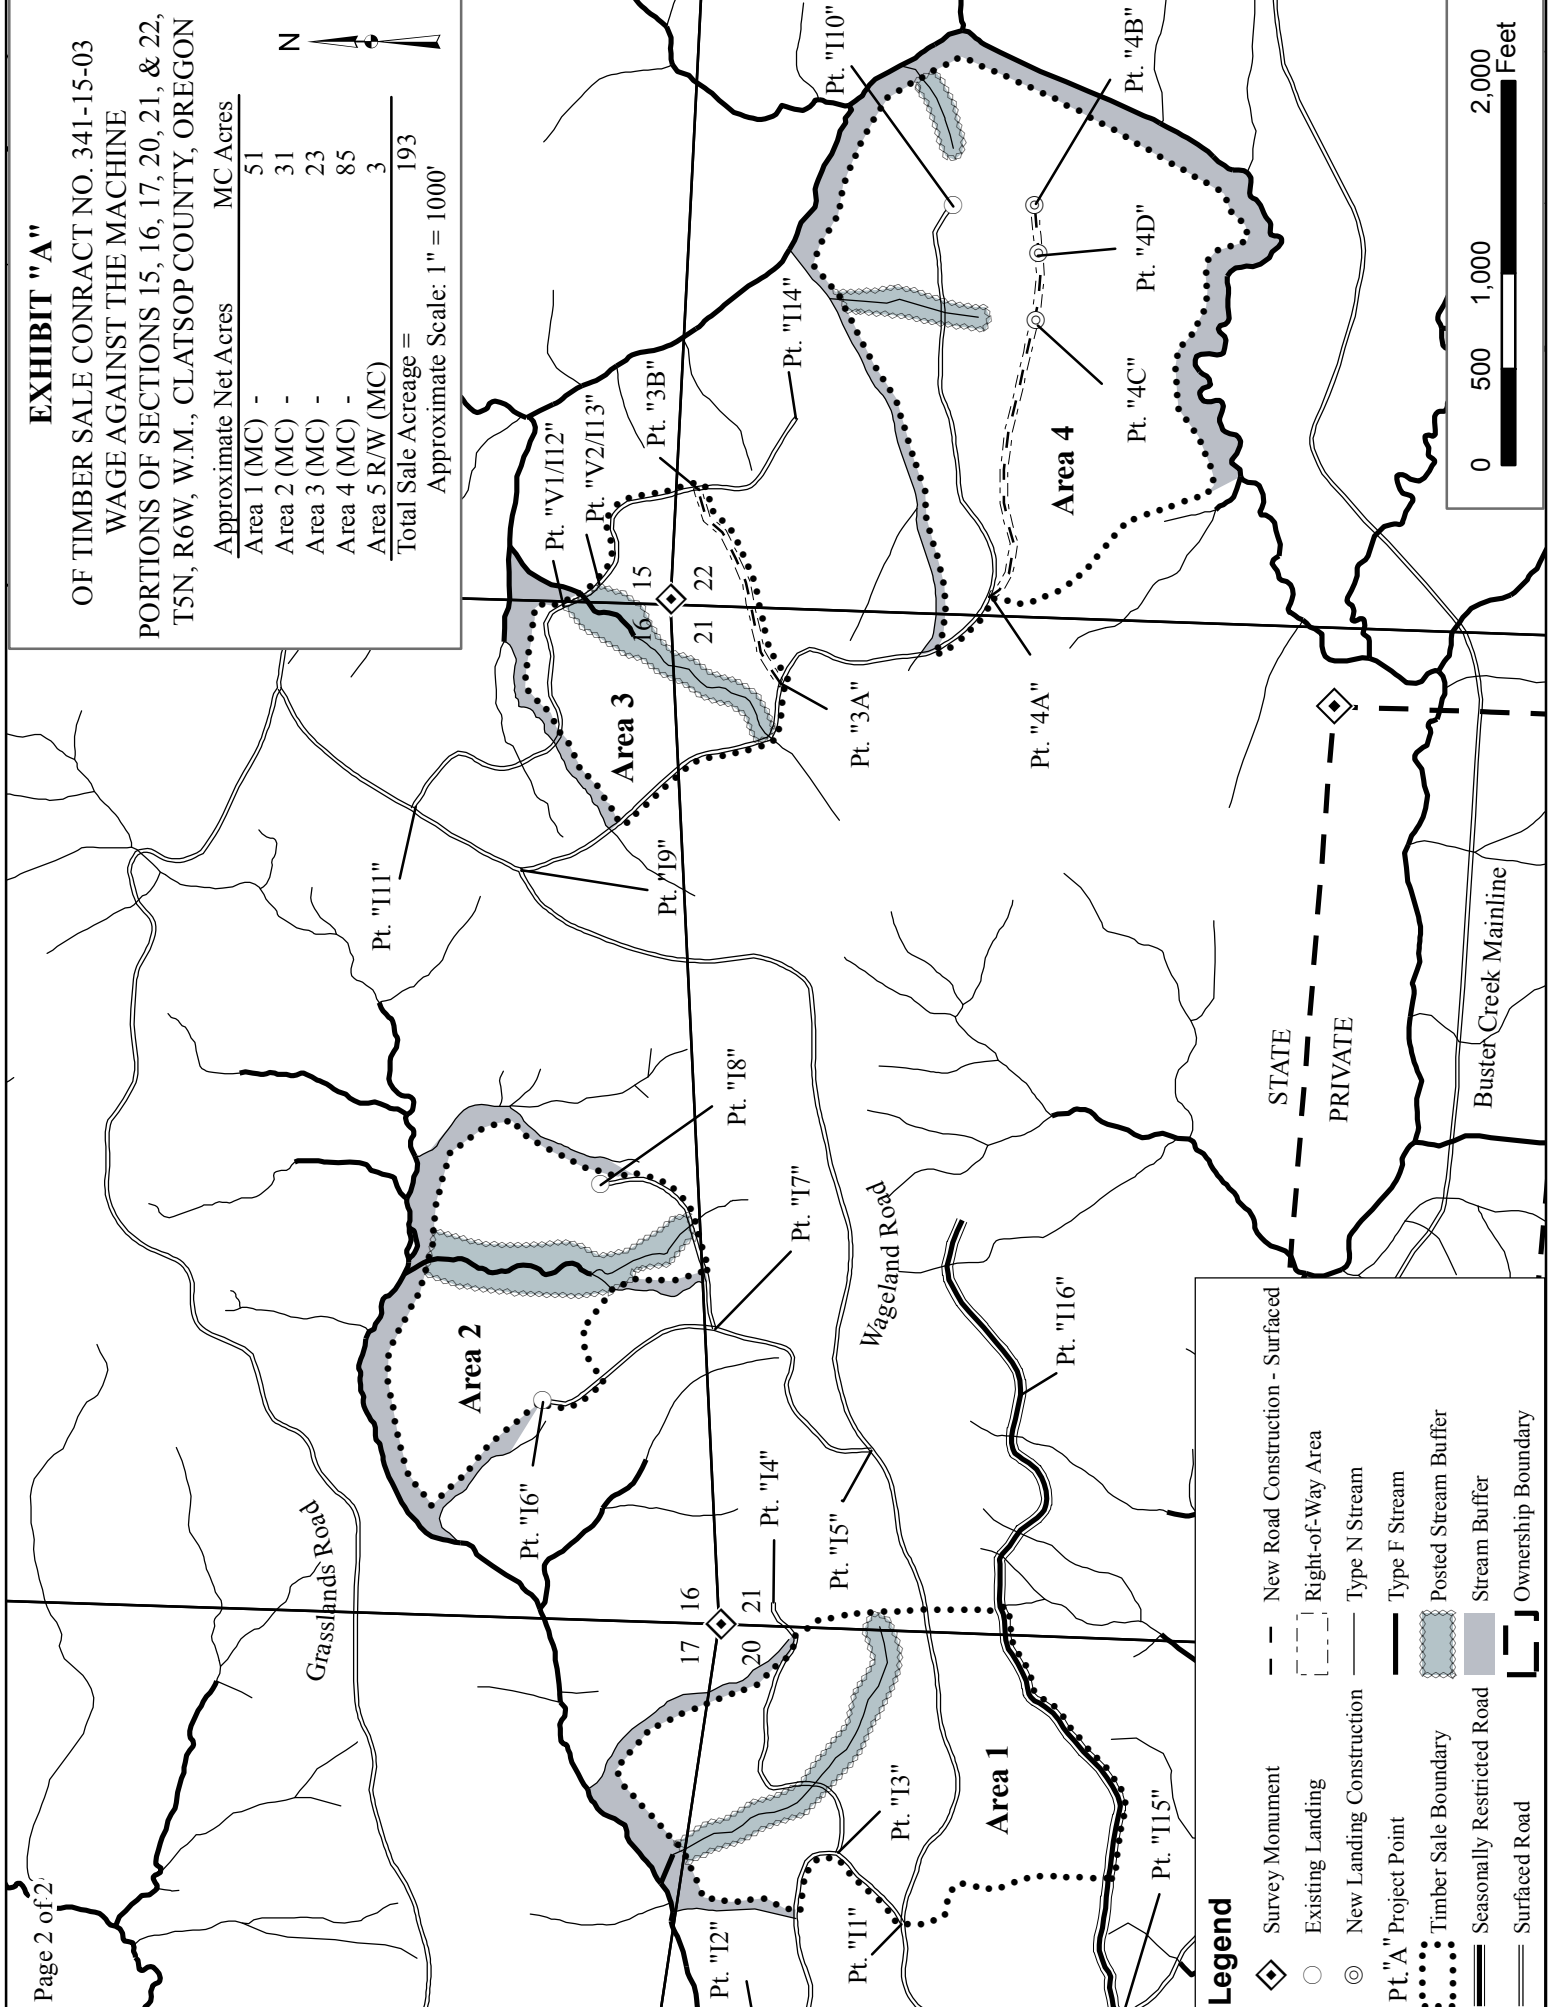 Page 2 of 2
EXHIBIT "A"
OF TIMBER SALE CONRACT NO. 341-15-03
WAGE AGAINST THE MACHINE
PORTIONS OF SECTIONS 15, 16, 17, 20, 21, & 22,
T5N, R6W, W.M., CLATSOP COUNTY, OREGON
Approximate Net Acres MC Acres
Area 1 (MC) - 51
Area 2 (MC) - 31
Area 3 (MC) - 23
Area 4 (MC) - 85
Area 5 R/W (MC) 3
Total Sale Acreage = 193
Approximate Scale: 1" = 1000'
N
Grasslands Road
Pt. "I11"
Area 2
Pt. "I6"
Pt. "I8"
Pt. "I9"
Area 3
Pt. "V1/I12"
Pt. "V2/I13"
Pt. "3B"
Pt. "I14"
Pt. "I10"
17 16
20 21
16 15
21 22
Pt. "I4"
Pt. "I7"
Pt. "I5"
Wageland Road
Pt. "I2"
Pt. "I1"
Pt. "I3"
Area 1
Pt. "I15"
Pt. "I16"
Pt. "3A"
Pt. "4A"
Area 4
Pt. "4C"
Pt. "4D"
Pt. "4B"
STATE
PRIVATE
Buster Creek Mainline
Legend
Survey Monument
Existing Landing
New Landing Construction
Pt."A" Project Point
Timber Sale Boundary
Seasonally Restricted Road
Surfaced Road
New Road Construction - Surfaced
Right-of-Way Area
Type N Stream
Type F Stream
Posted Stream Buffer
Stream Buffer
Ownership Boundary
0 500 1,000 2,000
Feet